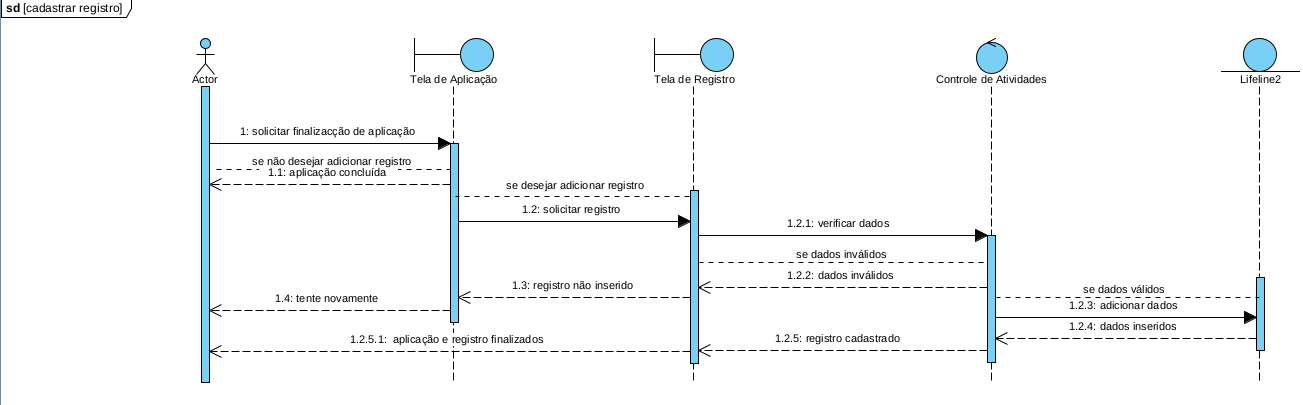 sd [cadastrar registro]
Actor
Tela de Aplicação
Tela de Registro
Controle de Atividades
Lifeline2
1: solicitar finalizacção de aplicação
se não desejar adicionar registro
1.1: aplicação concluída
se desejar adicionar registro
1.2: solicitar registro
1.2.1: verificar dados
se dados inválidos
1.2.2: dados inválidos
1.3: registro não inserido
1.4: tente novamente
se dados válidos
1.2.3: adicionar dados
1.2.4: dados inseridos
1.2.5: registro cadastrado
1.2.5.1: aplicação e registro finalizados